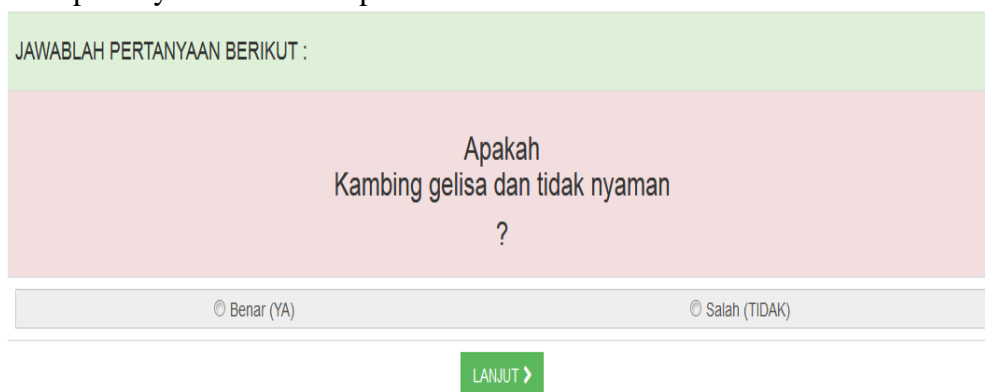 JAWABLAH PERTANYAAN BERIKUT :
Apakah
Kambing gelisa dan tidak nyaman
?
Benar (YA)
Salah (TIDAK)
LANJUT